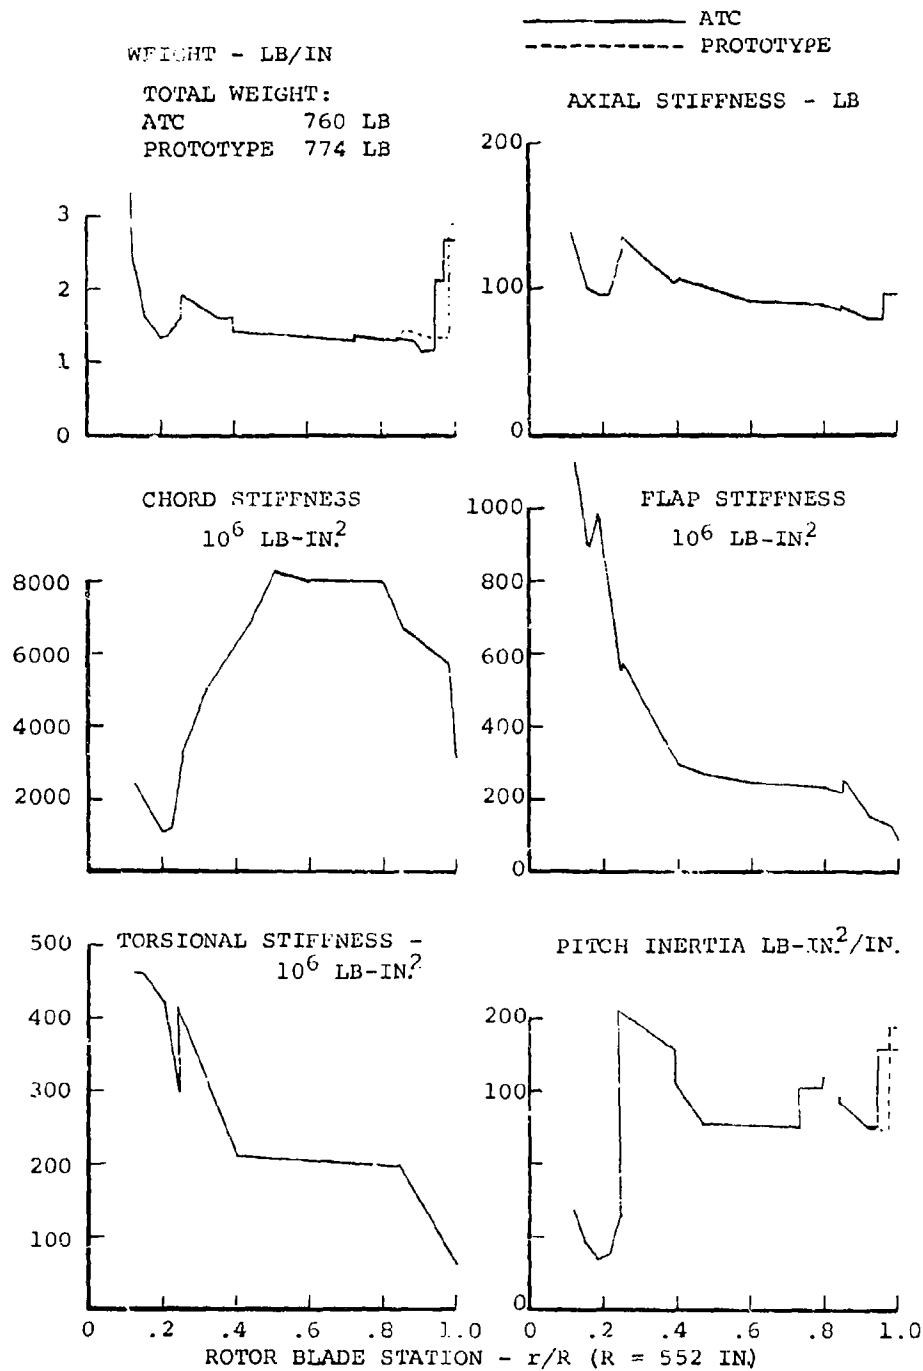 ATC
PROTOTYPE
WEIGHT - LB/IN
TOTAL WEIGHT:
ATC 760 LB
PROTOTYPE 774 LB
3
2
1
0
AXIAL STIFFNESS - LB
200
100
0
CHORD STIFFNESS
10⁶ LB-IN.²
8000
6000
4000
2000
FLAP STIFFNESS
10⁶ LB-IN.²
1000
800
600
400
200
0
TORSIONAL STIFFNESS -
10⁶ LB-IN.²
500
400
300
200
100
0 .2 .4 .6 .8 1.0
PITCH INERTIA LB-IN.²/IN.
200
100
0
0 .2 .4 .6 .8 1.0
ROTOR BLADE STATION - r/R (R = 552 IN.)